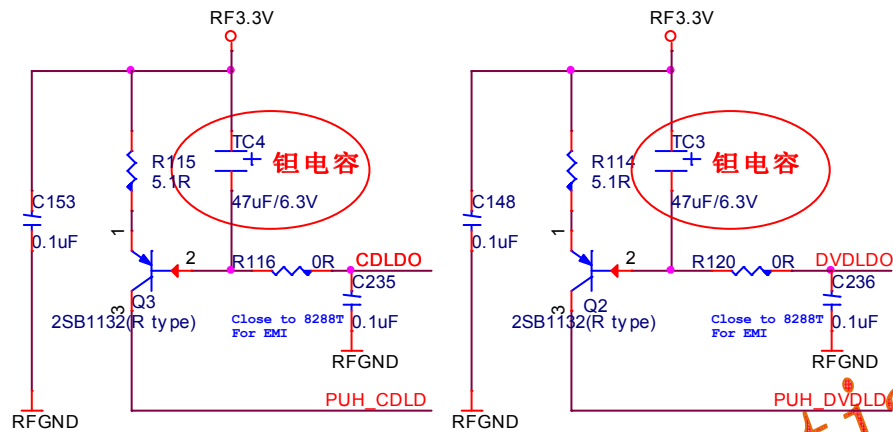 RF3.3V
TC4
钽电容
R115
5.1R
47uF/6.3V
C153
0.1uF
1
2
R116
0R
CDLDO
C235
0.1uF
3
Q3
2SB1132(R type)
Close to 8288T
For EMI
RFGND
PUH_CDLD
RFGND
RF3.3V
TC3
钽电容
R114
5.1R
47uF/6.3V
C148
0.1uF
1
2
R120
0R
DVDLDO
C236
0.1uF
3
Q2
2SB1132(R type)
Close to 8288T
For EMI
RFGND
PUH_DVDLD
RFGND